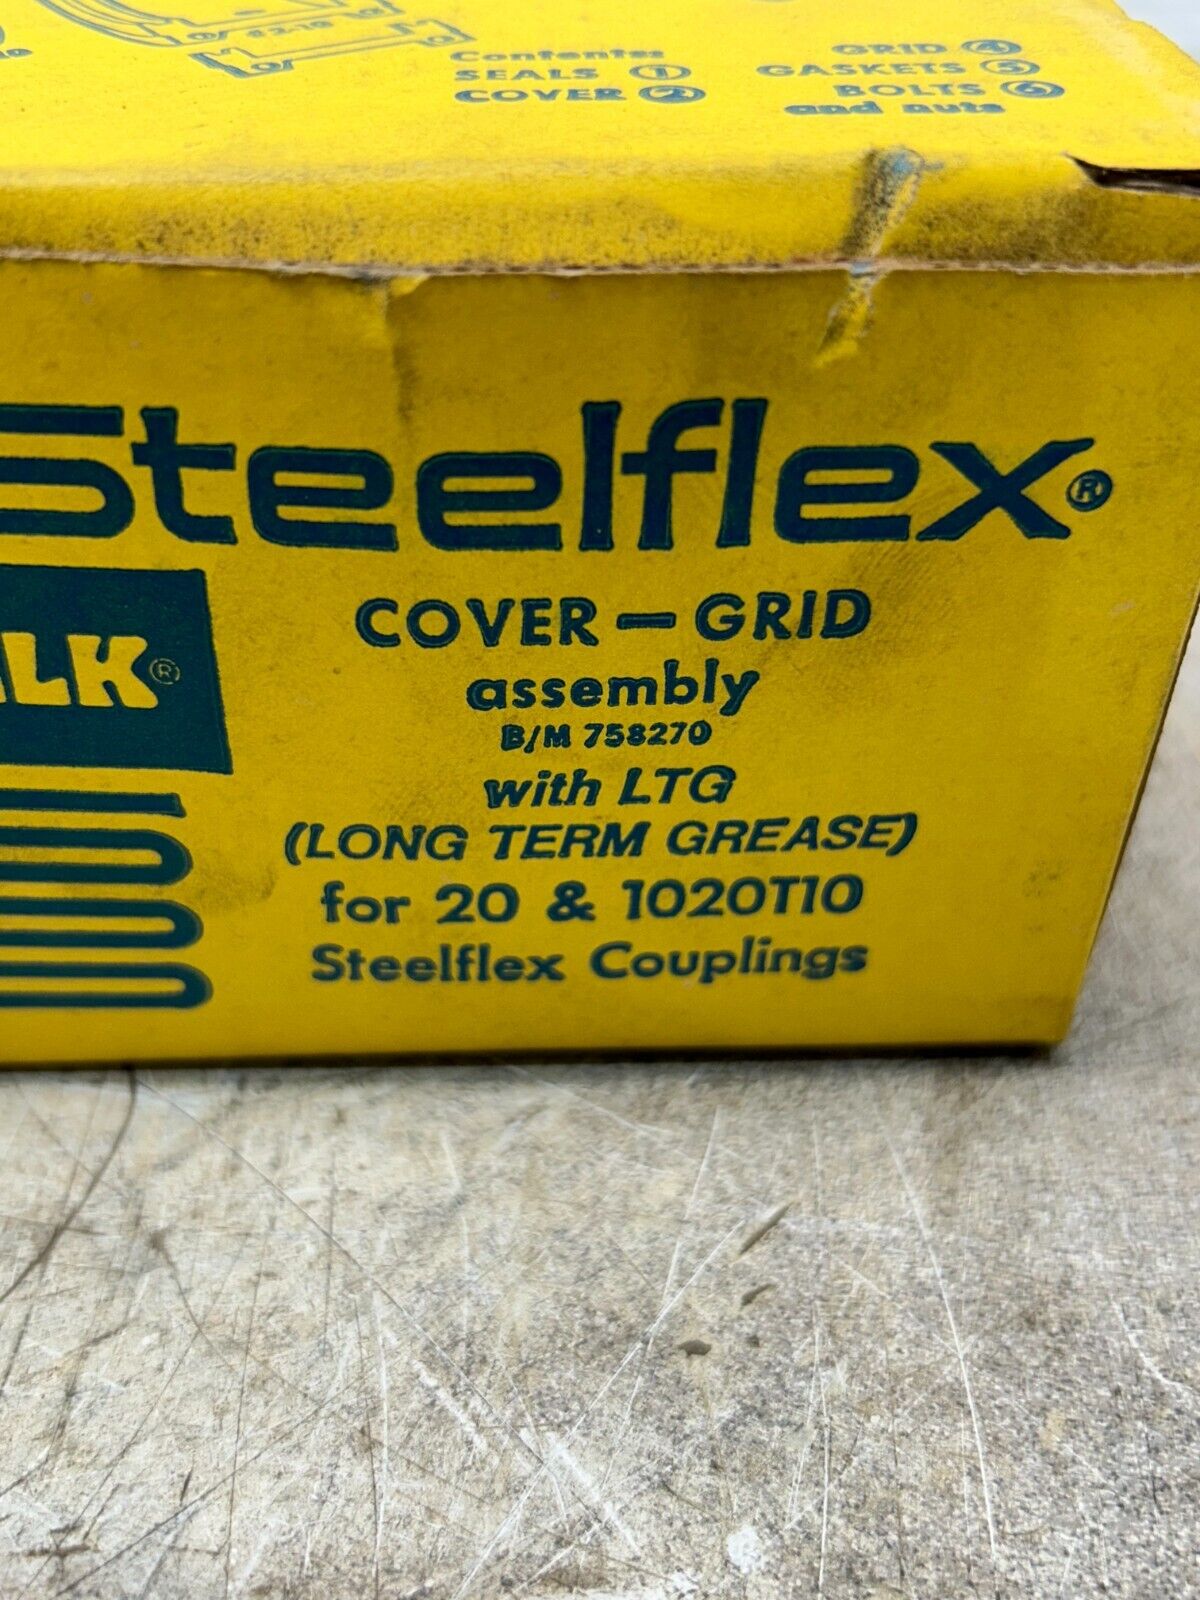 Contents
SEALS 1
COVER 2
GRID 4
GASKETS 5
BOLTS 6
and nuts
Steelflex®
LK®
COVER – GRID
assembly
B/M 758270
with LTG
(LONG TERM GREASE)
for 20 & 1020T10
Steelflex Couplings